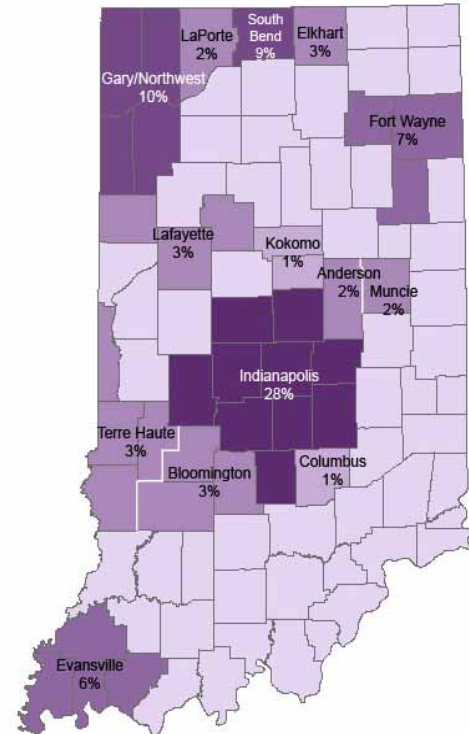 LaPorte
2%
South
Bend
9%
Elkhart
3%
Gary/Northwest
10%
Fort Wayne
7%
Lafayette
3%
Kokomo
1%
Anderson
2%
Muncie
2%
Indianapolis
28%
Terre Haute
3%
Bloomington
3%
Columbus
1%
Evansville
6%